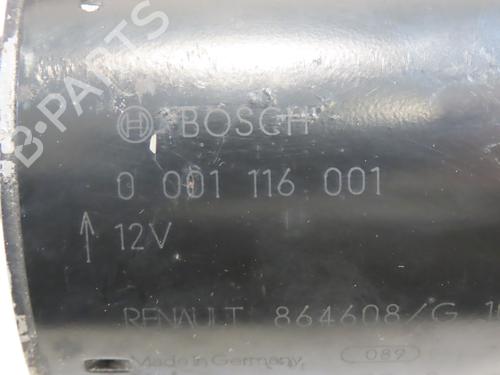 BOSCH
0 001 116 001
12V
RENAULT 864608/G
Made in Germany 089
B-PARTS